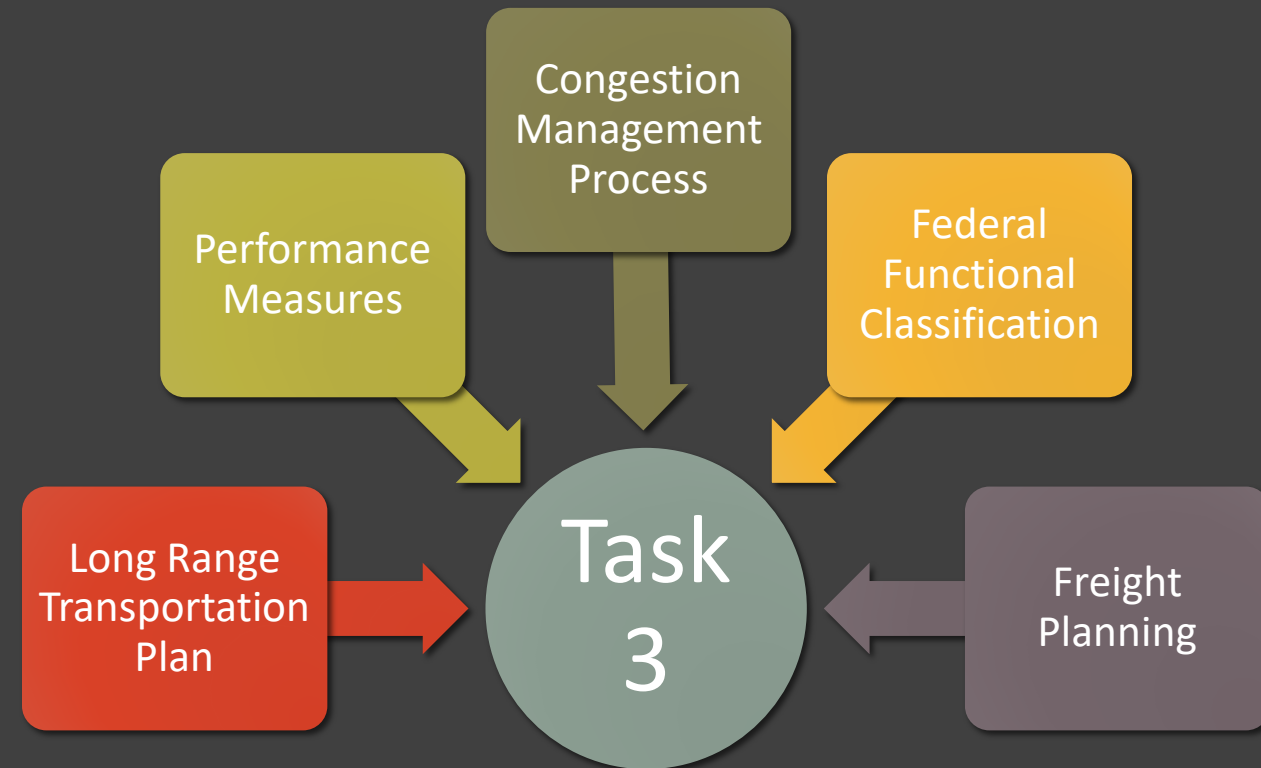 Congestion
Management
Process
Performance
Measures
Federal
Functional
Classification
Long Range
Transportation
Plan
Task
3
Freight
Planning